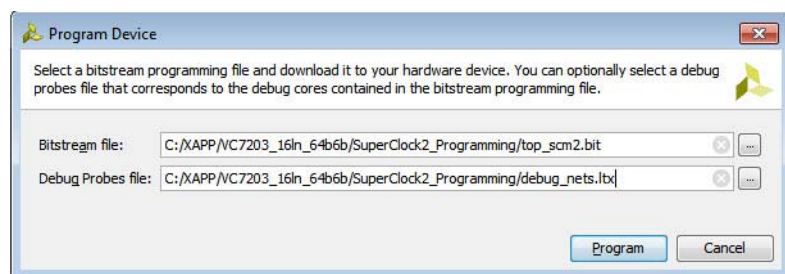 Program Device
Select a bitstream programming file and download it to your hardware device. You can optionally select a debug
probes file that corresponds to the debug cores contained in the bitstream programming file.
Bitstream file: C:/XAPP/VC7203_16ln_64b6b/SuperClock2_Programming/top_scm2.bit ...
Debug Probes file: C:/XAPP/VC7203_16ln_64b6b/SuperClock2_Programming/debug_nets.ltx ...
Program Cancel